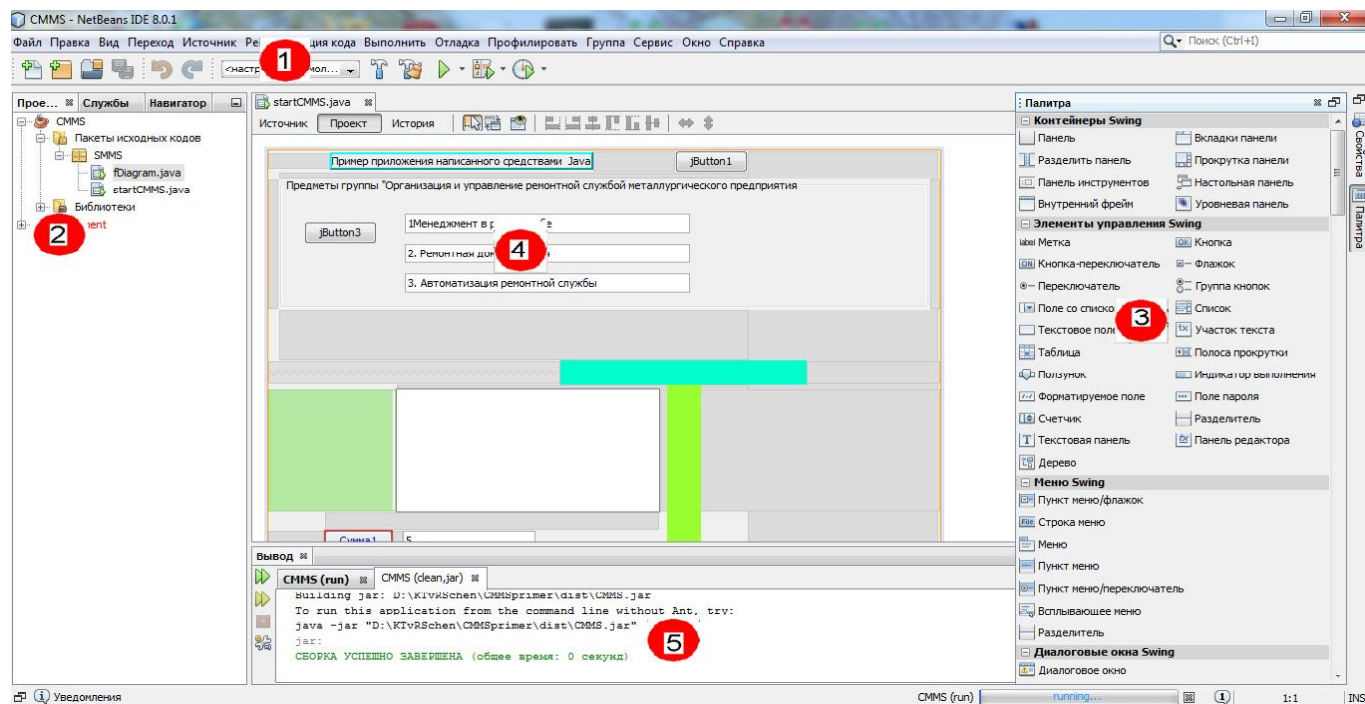 CMMS - NetBeans IDE 8.0.1
Файл Правка Вид Переход Источник Ре ция кода Выполнить Отладка Профилировать Группа Сервис Окно Справка
Поиск (Ctrl+I)
1
<настр мол...
Прое... Службы Навигатор
CMMS
Пакеты исходных кодов
SMMS
fDiagram.java
startCMMS.java
Библиотеки
ent
2
startCMMS.java
Источник Проект История
Пример приложения написанного средствами Java
jButton1
Предметы группы "Организация и управление ремонтной службой металлургического предприятия
jButton3
1Менеджмент в
2. Ремонтная
3. Автоматизация ремонтной службы
4
Сумма1 5
Вывод
CMMS (run) CMMS (clean,jar)
Building jar: D:\KTvRSchen\CMMSprimer\dist\CMMS.jar
To run this application from the command line without Ant, try:
java -jar "D:\KTvRSchen\CMMSprimer\dist\CMMS.jar"
jar:
СБОРКА УСПЕШНО ЗАВЕРШЕНА (общее время: 0 секунд)
5
Палитра
Контейнеры Swing
Панель Вкладки панели
Разделить панель Прокрутка панели
Панель инструментов Настольная панель
Внутренний фрейм Уровневая панель
Элементы управления Swing
label Метка OK Кнопка
ON Кнопка-переключатель Флажок
Переключатель Группа кнопок
Поле со списко Список
3
Текстовое поле Участок текста
Таблица Полоса прокрутки
Ползунок Индикатор выполнения
Форматируемое поле Поле пароля
Счетчик Разделитель
T Текстовая панель Панель редактора
Дерево
Меню Swing
Пункт меню/флажок
File Строка меню
Меню
Пункт меню
Пункт меню/переключатель
Всплывающее меню
Разделитель
Диалоговые окна Swing
Диалоговое окно
Свойства
Палитра
Уведомления
CMMS (run) running... 1 1:1 INS